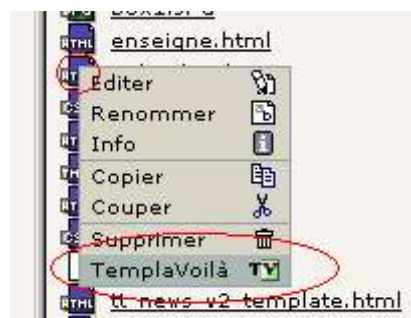 enseigne.html
Editer
Renommer
Info
Copier
Couper
Supprimer
TemplaVoilà
tt_news_v2_template.html